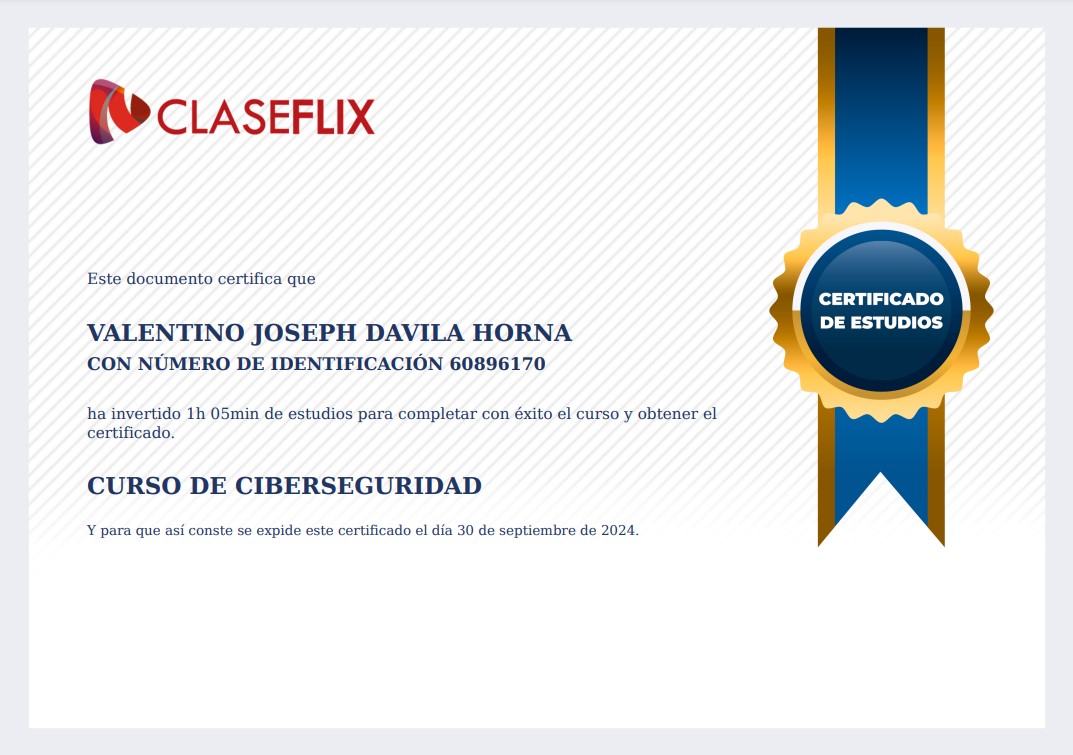 CLASEFLIX
CERTIFICADO
DE ESTUDIOS
Este documento certifica que
VALENTINO JOSEPH DAVILA HORNA
CON NÚMERO DE IDENTIFICACIÓN 60896170
ha invertido 1h 05min de estudios para completar con éxito el curso y obtener el
certificado.
CURSO DE CIBERSEGURIDAD
Y para que así conste se expide este certificado el día 30 de septiembre de 2024.